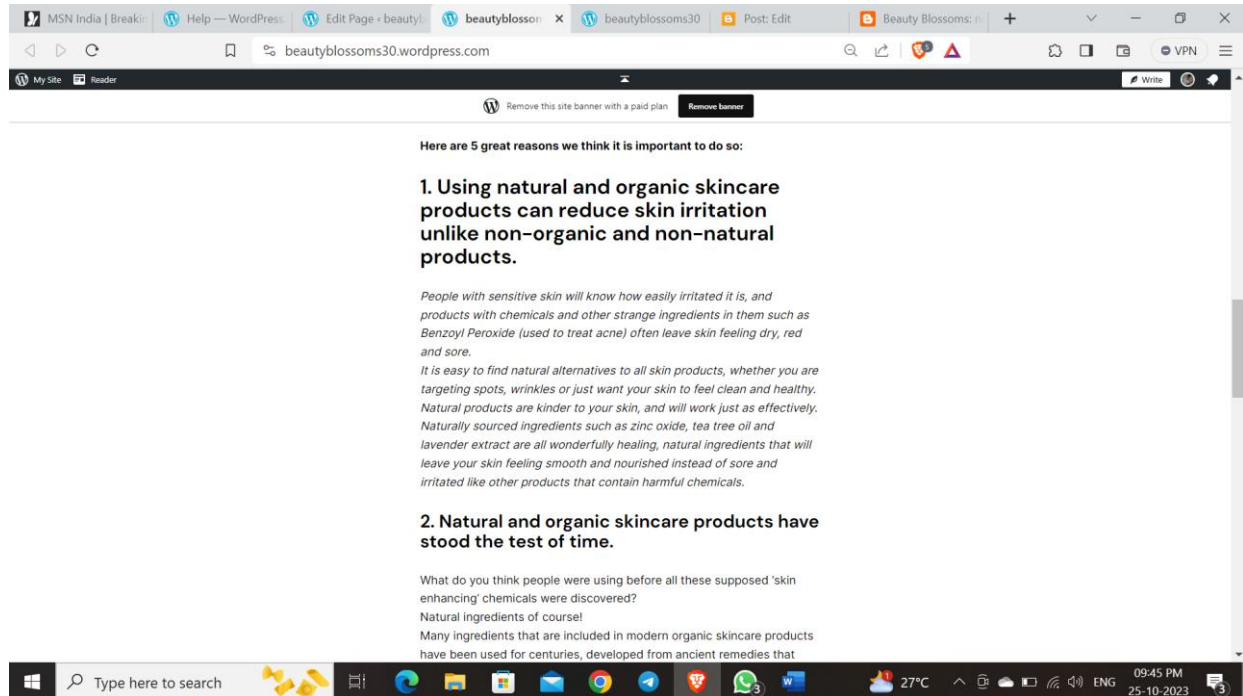 MSN India | Breakin
Help — WordPress.
Edit Page ‹ beautybl
beautyblosson
beautyblossoms30
Post: Edit
Beauty Blossoms: n
beautyblossoms30.wordpress.com
5
VPN
My Site
Reader
Write
Remove this site banner with a paid plan
Remove banner
Here are 5 great reasons we think it is important to do so:
1. Using natural and organic skincare
products can reduce skin irritation
unlike non-organic and non-natural
products.
People with sensitive skin will know how easily irritated it is, and
products with chemicals and other strange ingredients in them such as
Benzoyl Peroxide (used to treat acne) often leave skin feeling dry, red
and sore.
It is easy to find natural alternatives to all skin products, whether you are
targeting spots, wrinkles or just want your skin to feel clean and healthy.
Natural products are kinder to your skin, and will work just as effectively.
Naturally sourced ingredients such as zinc oxide, tea tree oil and
lavender extract are all wonderfully healing, natural ingredients that will
leave your skin feeling smooth and nourished instead of sore and
irritated like other products that contain harmful chemicals.
2. Natural and organic skincare products have
stood the test of time.
What do you think people were using before all these supposed 'skin
enhancing' chemicals were discovered?
Natural ingredients of course!
Many ingredients that are included in modern organic skincare products
have been used for centuries, developed from ancient remedies that
Type here to search
3
27°C
ENG
09:45 PM
25-10-2023
3